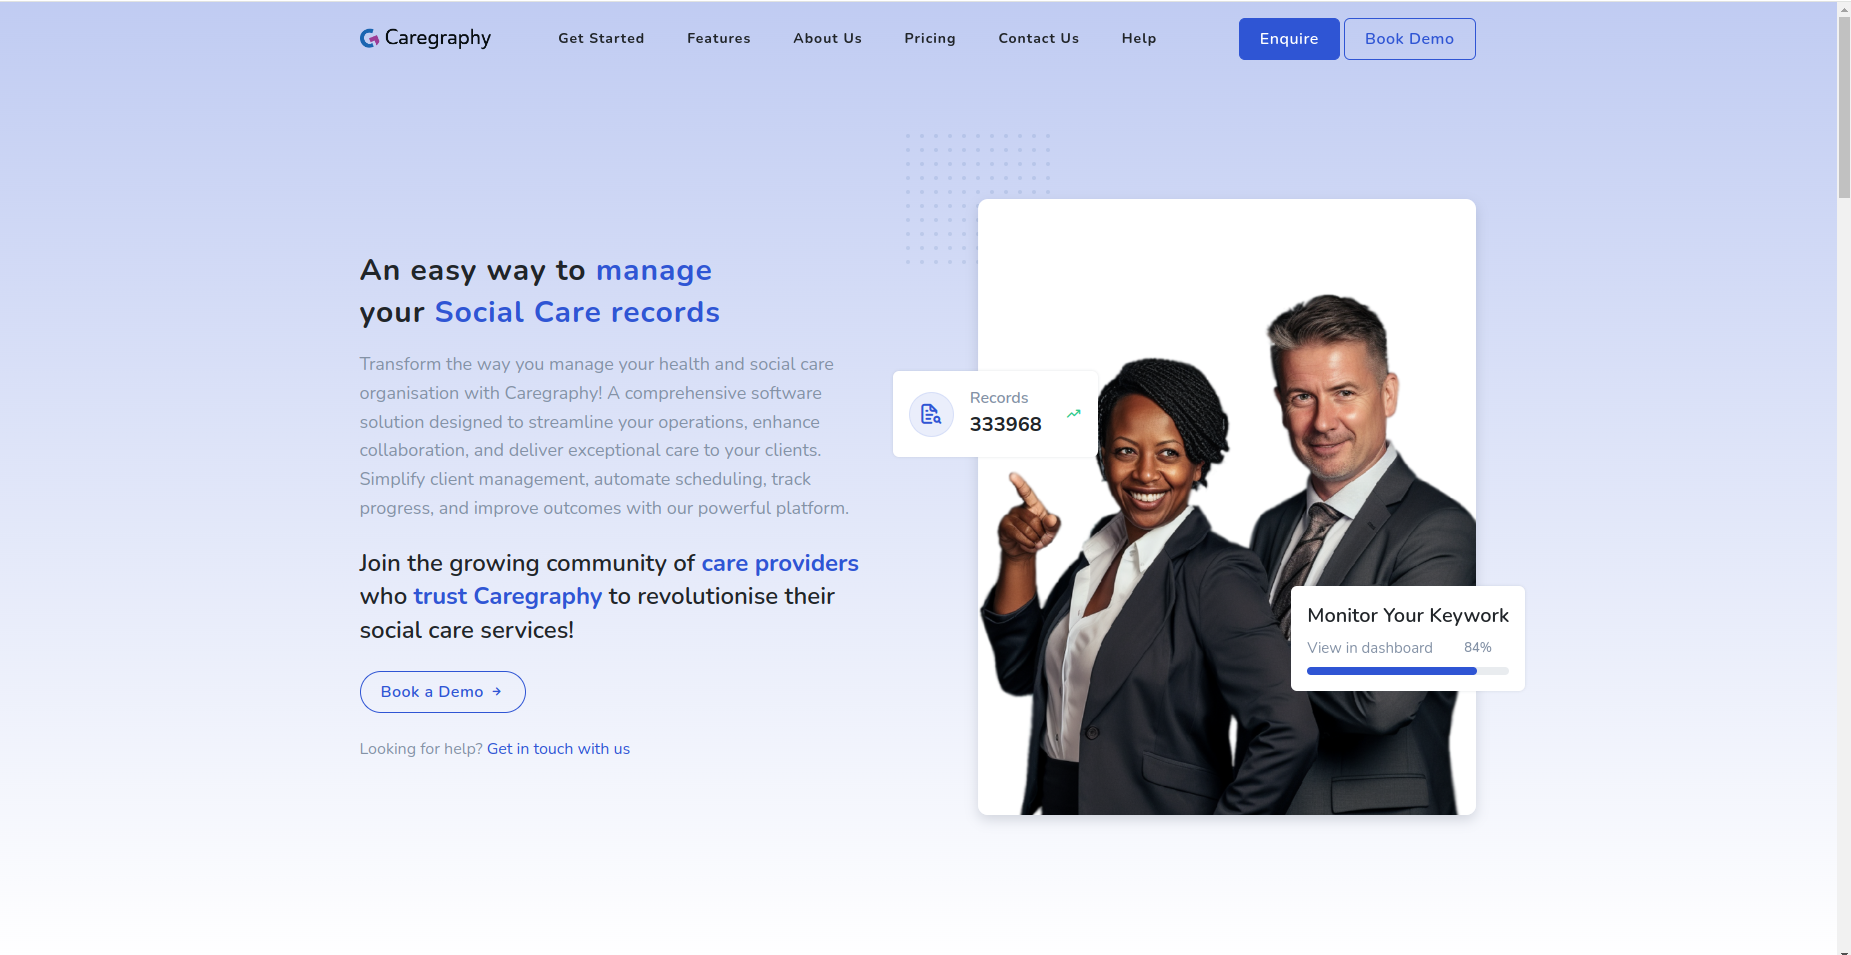 Caregraphy
Get Started
Features
About Us
Pricing
Contact Us
Help
Enquire
Book Demo
An easy way to manage
your Social Care records
Transform the way you manage your health and social care
organisation with Caregraphy! A comprehensive software
solution designed to streamline your operations, enhance
collaboration, and deliver exceptional care to your clients.
Simplify client management, automate scheduling, track
progress, and improve outcomes with our powerful platform.
Join the growing community of care providers
who trust Caregraphy to revolutionise their
social care services!
Book a Demo →
Looking for help? Get in touch with us
Records
333968
Monitor Your Keywork
View in dashboard 84%